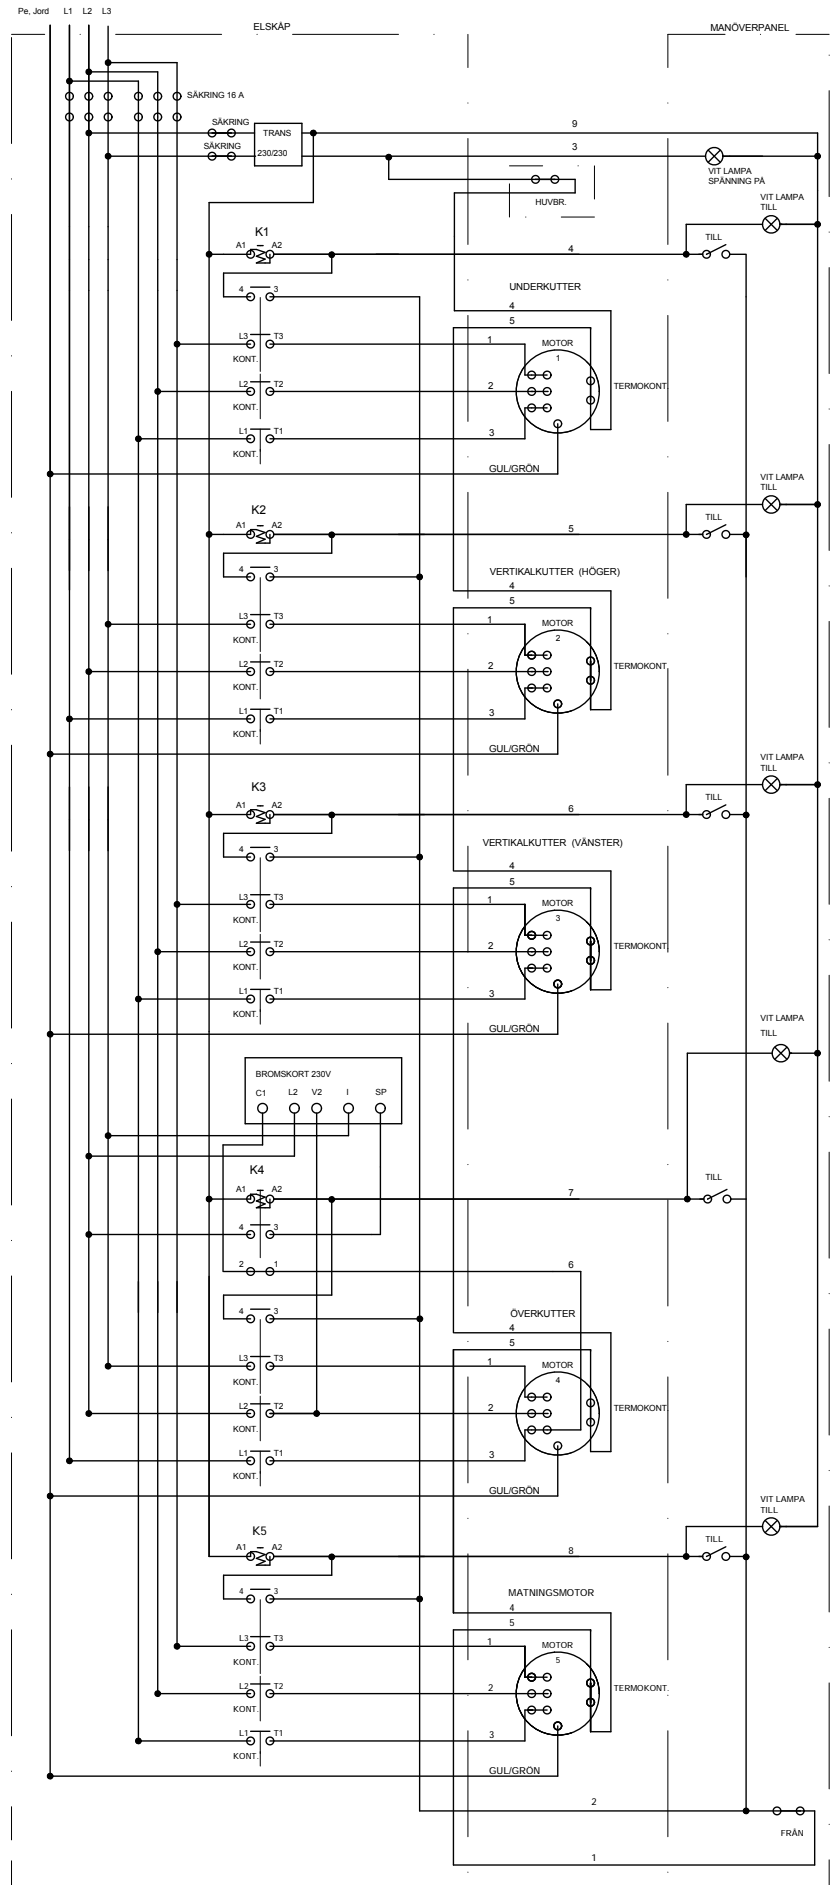 Pe, Jord L1 L2 L3
ELSKÅP
MANÖVERPANEL
SÄKRING 16 A
SÄKRING
TRANS
9
SÄKRING
230/230
3
VIT LAMPA
SPÄNNING PÅ
HUVBR.
VIT LAMPA
TILL
K1
A1 A2
4
TILL
4 3
UNDERKUTTER
4
5
L3 T3
KONT.
1
MOTOR
1
L2 T2
KONT.
2
TERMOKONT.
L1 T1
KONT.
3
GUL/GRÖN
VIT LAMPA
TILL
K2
A1 A2
5
TILL
4 3
VERTIKALKUTTER (HÖGER)
4
5
L3 T3
KONT.
1
MOTOR
2
L2 T2
KONT.
2
TERMOKONT.
L1 T1
KONT.
3
GUL/GRÖN
VIT LAMPA
TILL
K3
A1 A2
6
TILL
4 3
VERTIKALKUTTER (VÄNSTER)
4
5
L3 T3
KONT.
1
MOTOR
3
L2 T2
KONT.
2
TERMOKONT.
L1 T1
KONT.
3
GUL/GRÖN
VIT LAMPA
TILL
BROMSKORT 230V
C1 L2 V2 I SP
K4
A1 A2
7
TILL
4 3
2 1
6
4 3
ÖVERKUTTER
4
5
L3 T3
KONT.
1
MOTOR
4
L2 T2
KONT.
2
TERMOKONT.
L1 T1
KONT.
3
GUL/GRÖN
VIT LAMPA
TILL
K5
A1 A2
8
TILL
4 3
MATNINGSMOTOR
4
5
L3 T3
KONT.
1
MOTOR
5
L2 T2
KONT.
2
TERMOKONT.
L1 T1
KONT.
3
GUL/GRÖN
2
FRÅN
1